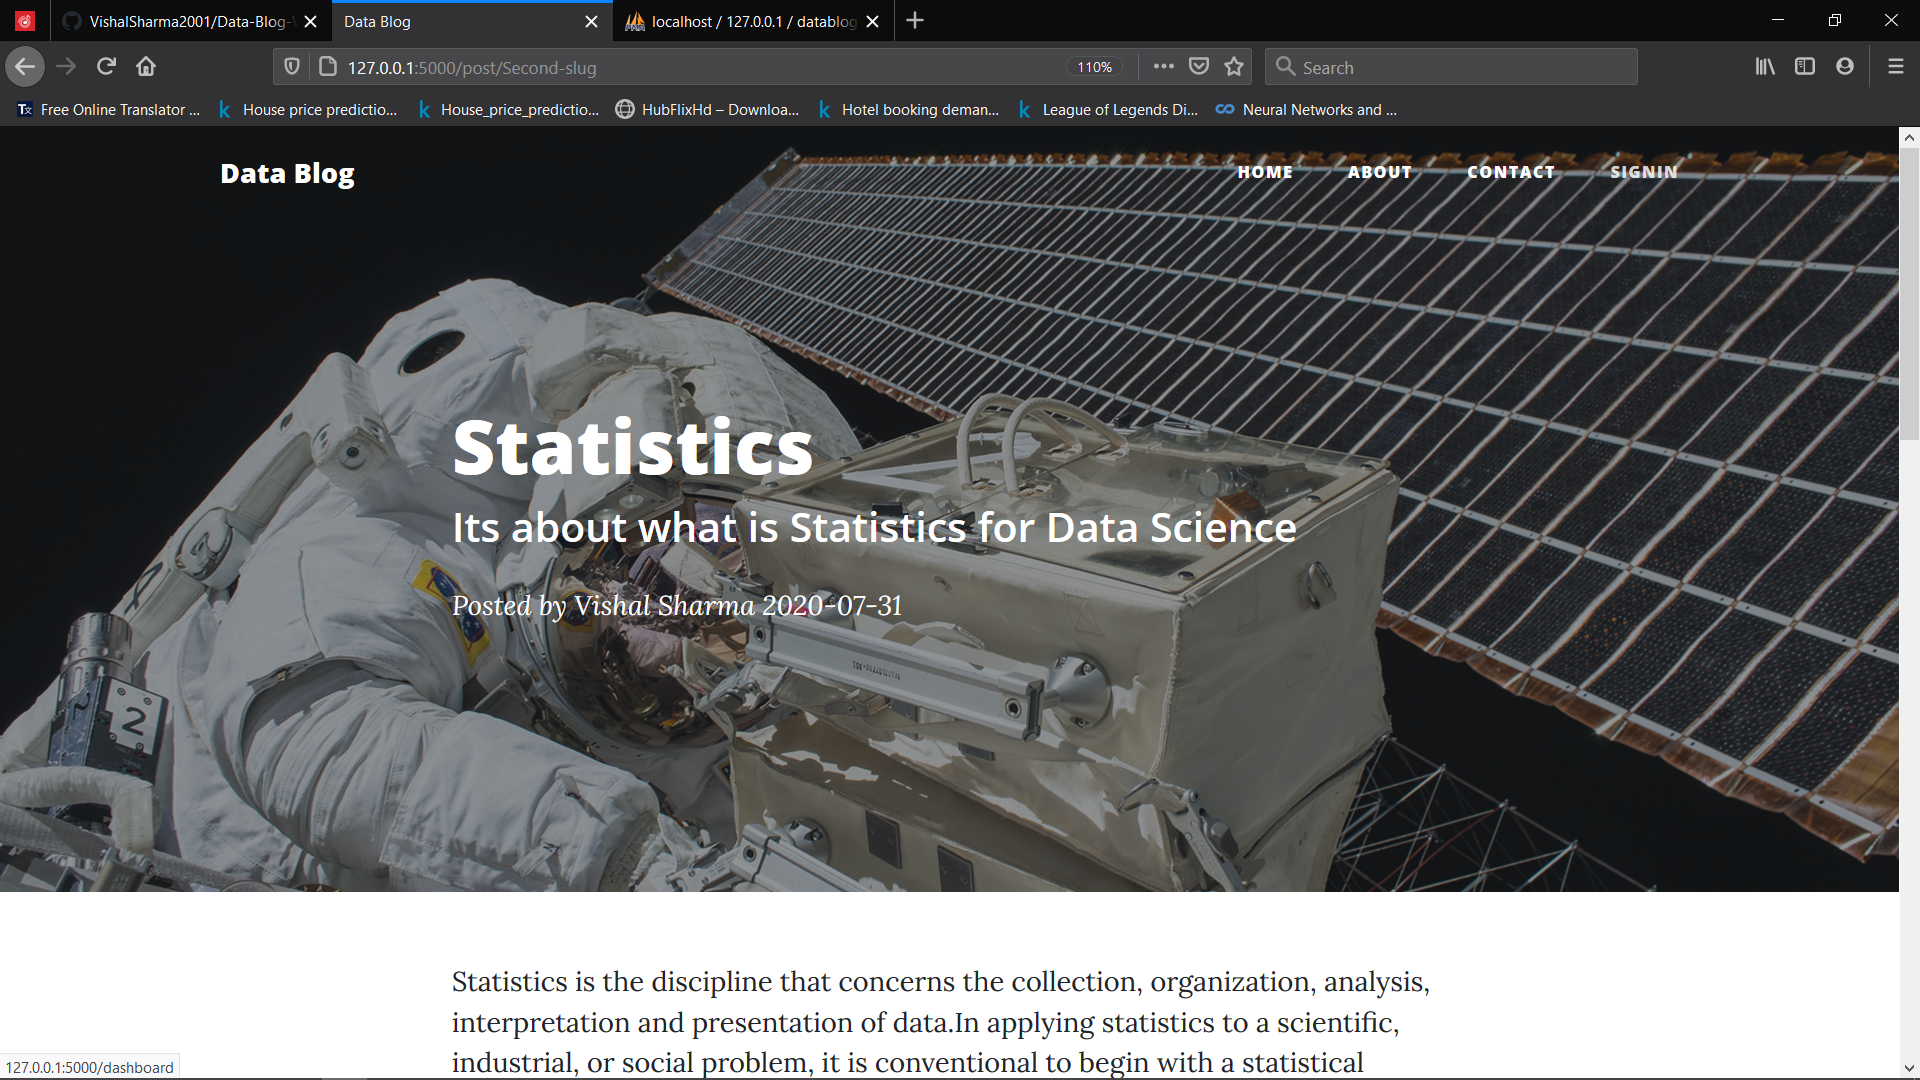 VishalSharma2001/Data-Blog-
Data Blog
localhost / 127.0.0.1 / datablog
127.0.0.1:5000/post/Second-slug
110%
Search
Free Online Translator ...
House price predictio...
House_price_predictio...
HubFlixHd – Downloa...
Hotel booking deman...
League of Legends Di...
Neural Networks and ...
Data Blog
HOME
ABOUT
CONTACT
SIGNIN
Statistics
Its about what is Statistics for Data Science
Posted by Vishal Sharma 2020-07-31
2
Statistics is the discipline that concerns the collection, organization, analysis,
interpretation and presentation of data.In applying statistics to a scientific,
industrial, or social problem, it is conventional to begin with a statistical
127.0.0.1:5000/dashboard